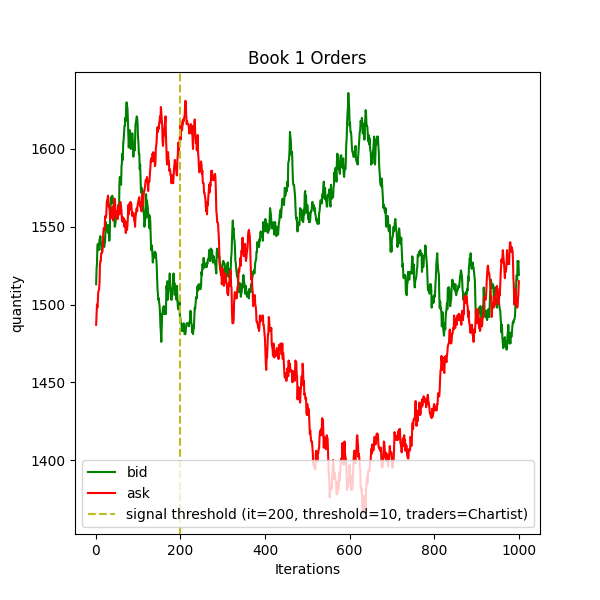 Book 1 Orders
quantity
1600
1550
1500
1450
1400
bid
ask
signal threshold (it=200, threshold=10, traders=Chartist)
0 200 400 600 800 1000
Iterations